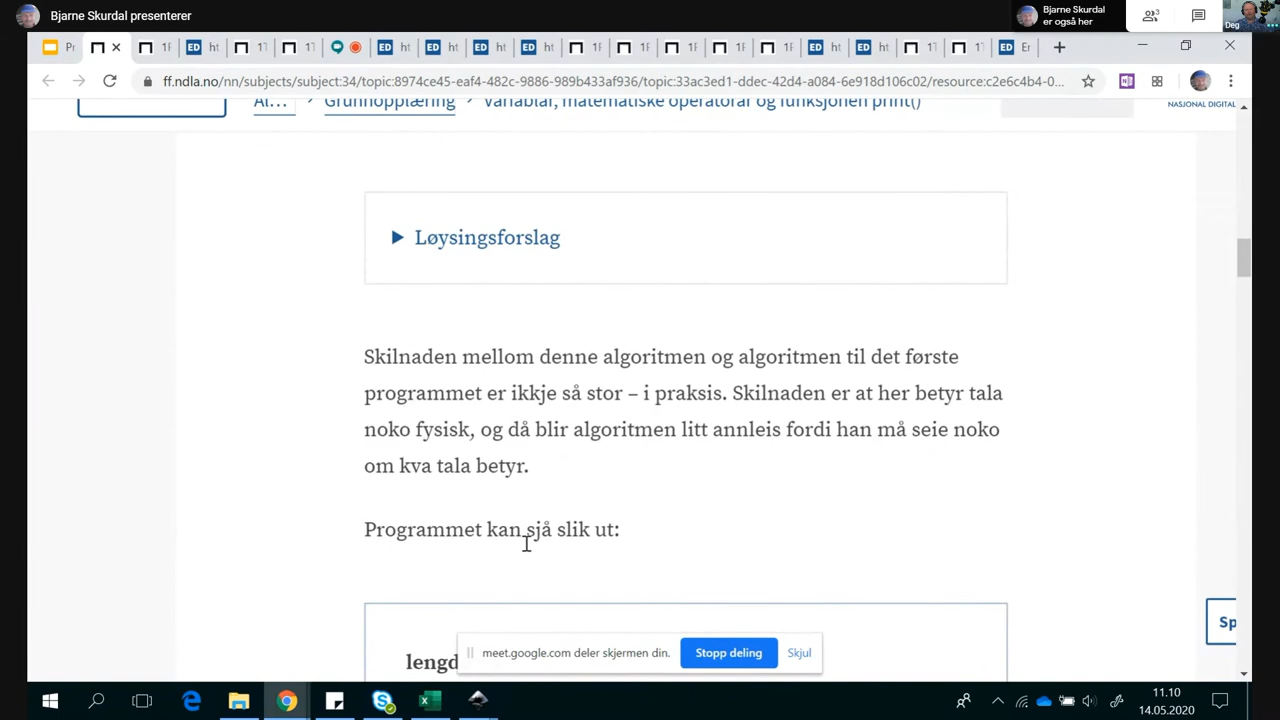 Bjarne Skurdal presenterer
Bjarne Skurdal
er også her
3
Deg
ff.ndla.no/nn/subjects/subject:34/topic:8974ce45-eaf4-482c-9886-989b433af936/topic:33ac3ed1-ddec-42d4-a084-6e918d106c02/resource:c2e6c4b4-0...
Grunnopplæring
Variablar, matematiske operatorar og funksjonen print()
NASJONAL DIGITAL
Løysingsforslag
Skilnaden mellom denne algoritmen og algoritmen til det første
programmet er ikkje så stor – i praksis. Skilnaden er at her betyr tala
noko fysisk, og då blir algoritmen litt annleis fordi han må seie noko
om kva tala betyr.
Programmet kan sjå slik ut:
Sp
lengd
meet.google.com deler skjermen din.
Stopp deling
Skjul
11.10
14.05.2020